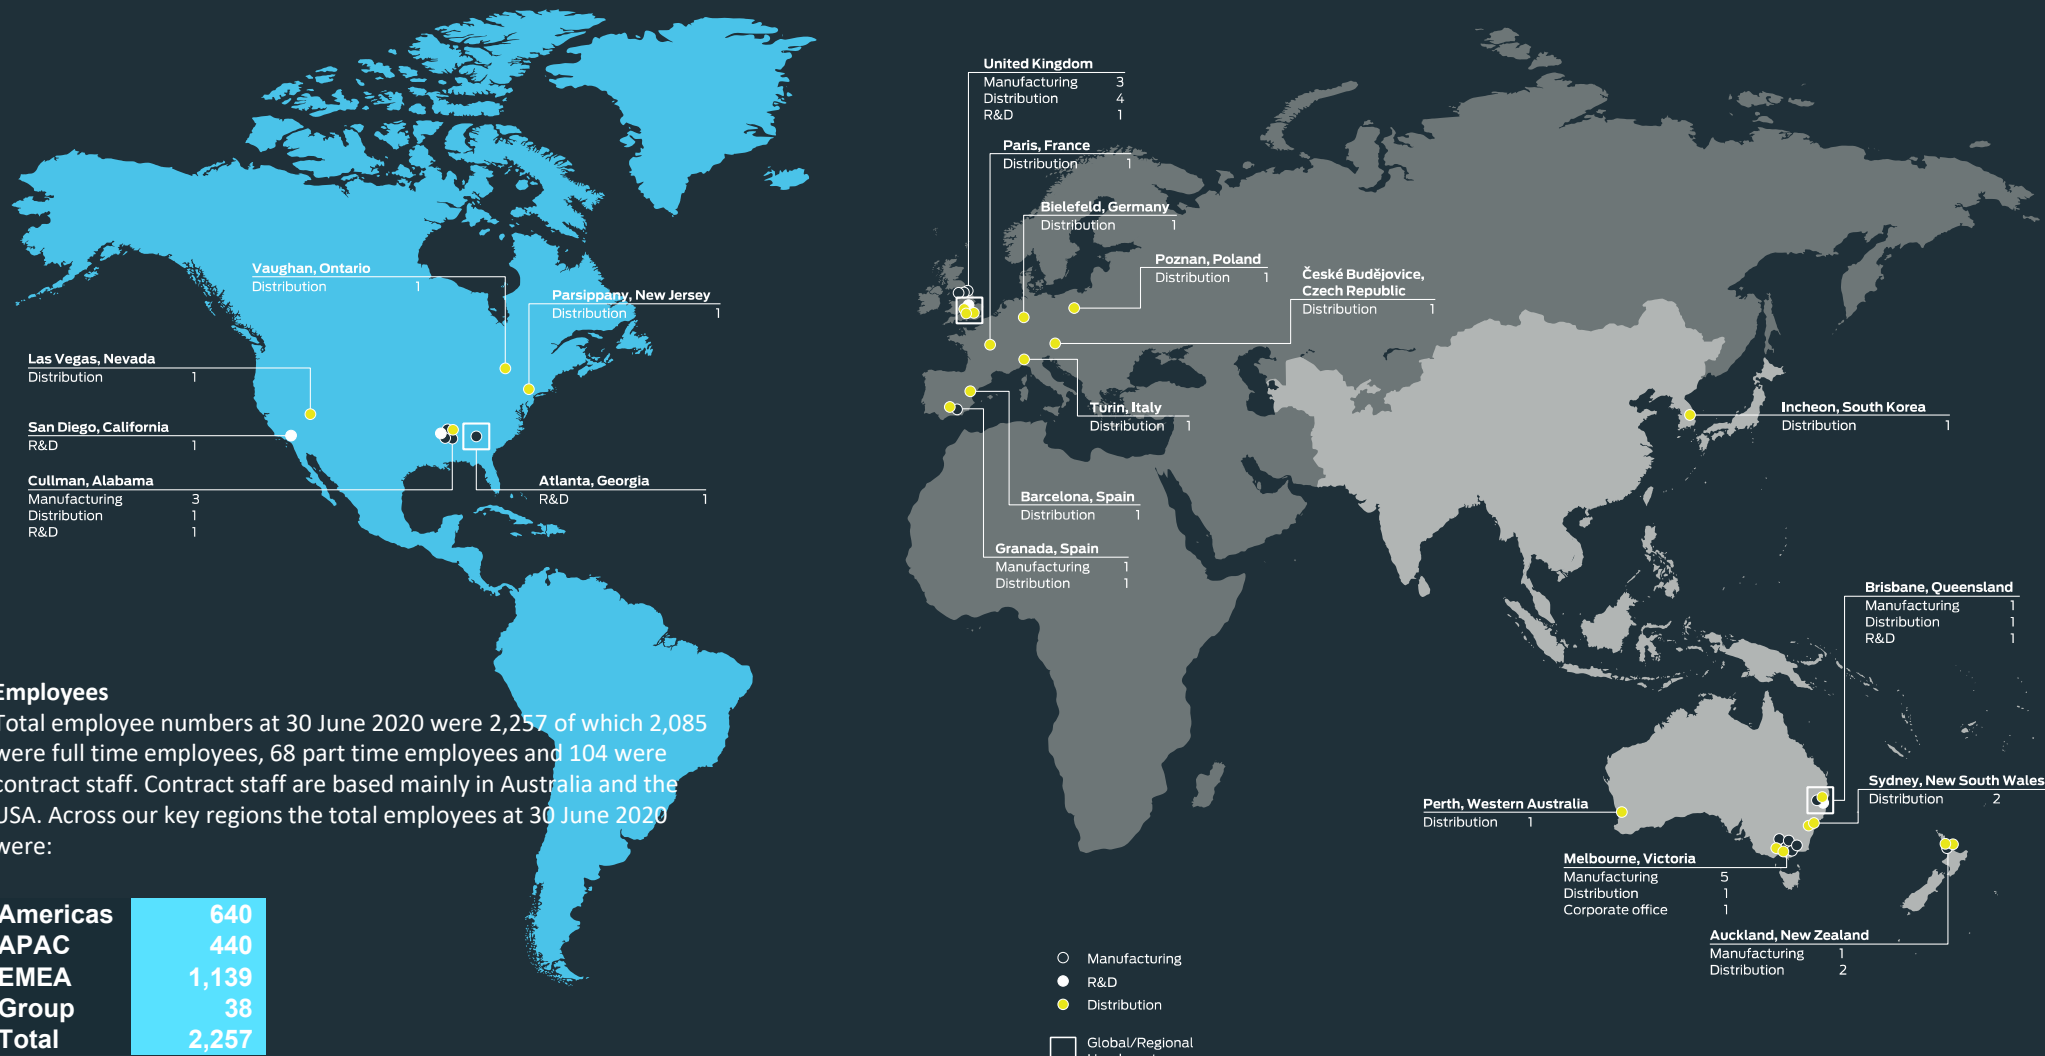 United Kingdom
Manufacturing 3
Distribution 4
R&D 1
Paris, France
Distribution 1
Bielefeld, Germany
Distribution 1
Poznan, Poland
Distribution 1
České Budějovice,
Czech Republic
Distribution 1
Vaughan, Ontario
Distribution 1
Parsippany, New Jersey
Distribution 1
Las Vegas, Nevada
Distribution 1
San Diego, California
R&D 1
Cullman, Alabama
Manufacturing 3
Distribution 1
R&D 1
Atlanta, Georgia
R&D 1
Turin, Italy
Distribution 1
Barcelona, Spain
Distribution 1
Granada, Spain
Manufacturing 1
Distribution 1
Incheon, South Korea
Distribution 1
Brisbane, Queensland
Manufacturing 1
Distribution 1
R&D 1
Sydney, New South Wales
Distribution 2
Perth, Western Australia
Distribution 1
Melbourne, Victoria
Manufacturing 5
Distribution 1
Corporate office 1
Auckland, New Zealand
Manufacturing 1
Distribution 2
Employees
Total employee numbers at 30 June 2020 were 2,257 of which 2,085
were full time employees, 68 part time employees and 104 were
contract staff. Contract staff are based mainly in Australia and the
USA. Across our key regions the total employees at 30 June 2020
were:
Americas 640
APAC 440
EMEA 1,139
Group 38
Total 2,257
Manufacturing
R&D
Distribution
Global/Regional